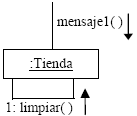 mensaje1( )
:Tienda
1: limpiar( )